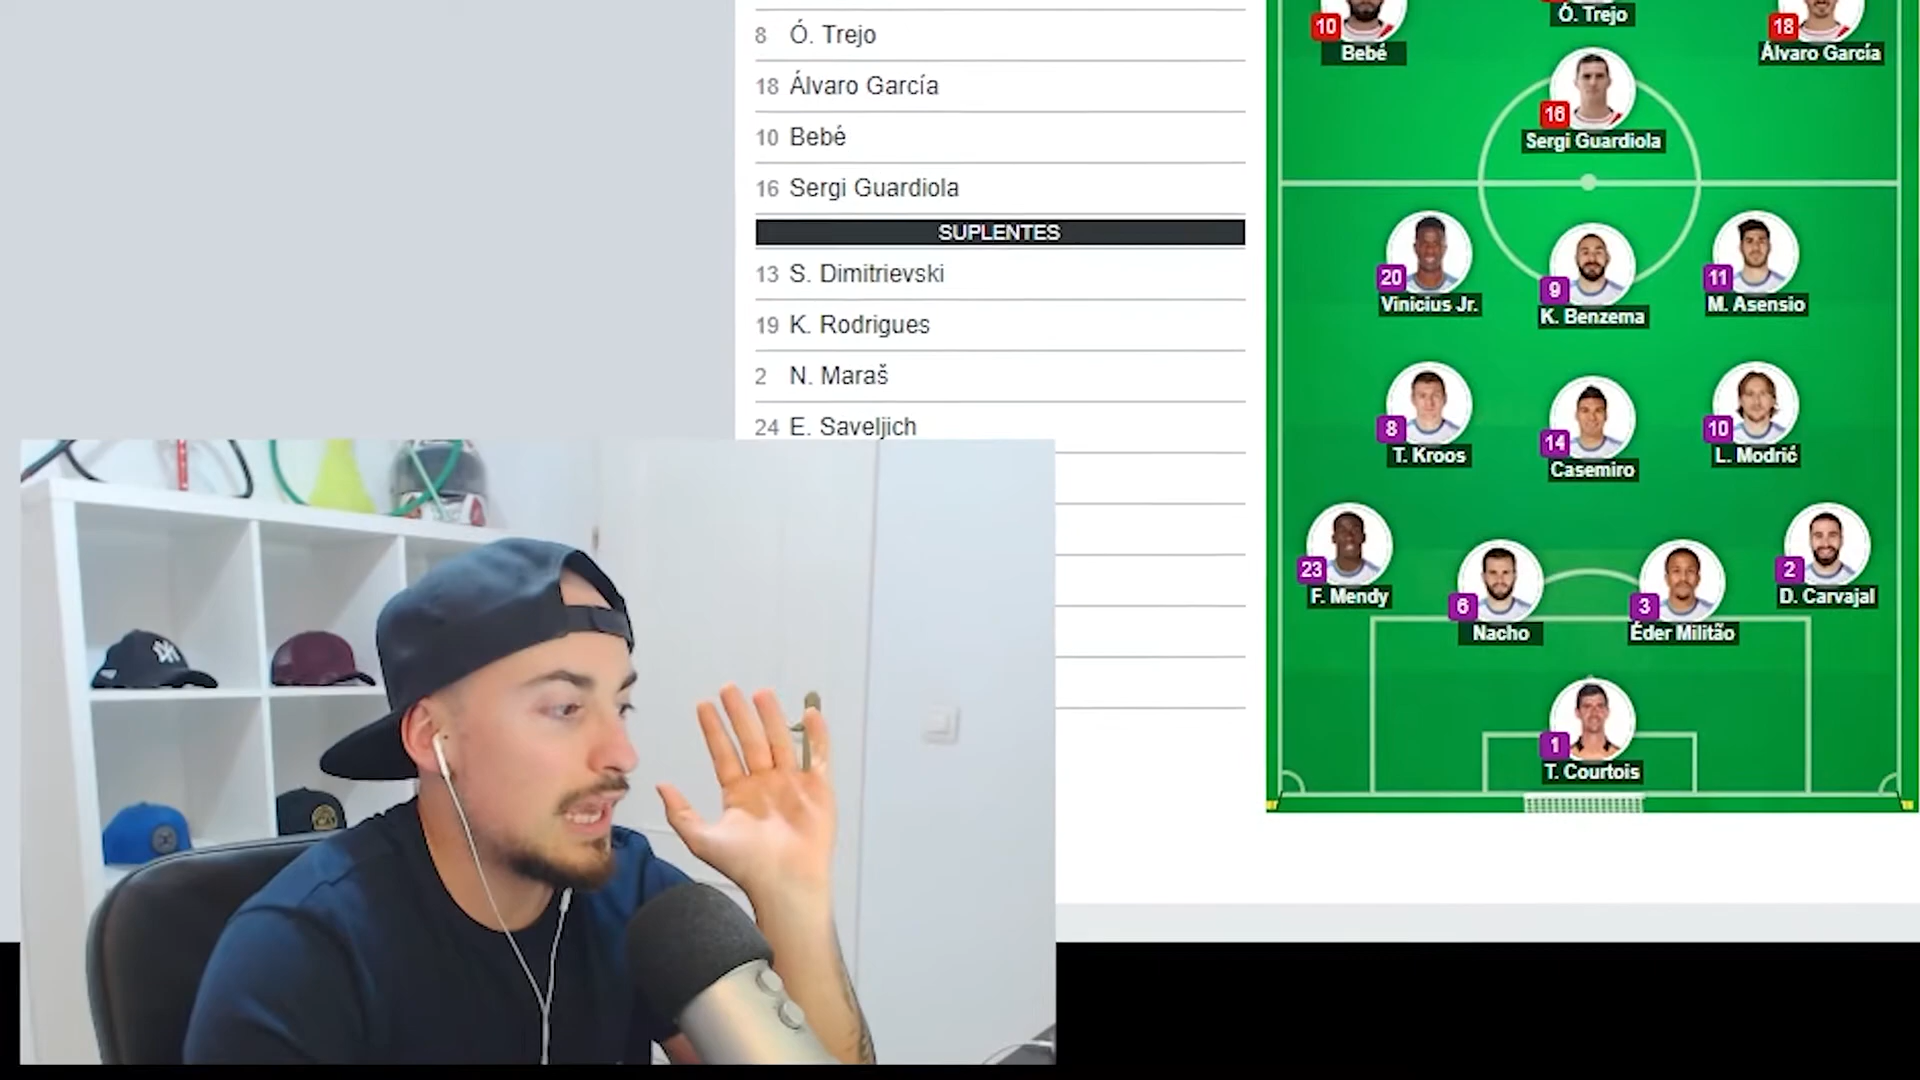 8 Ó. Trejo
18 Álvaro García
10 Bebé
16 Sergi Guardiola
SUPLENTES
13 S. Dimitrievski
19 K. Rodrigues
2 N. Maraš
24 E. Saveljich
Ó. Trejo
10
Bebé
18
Álvaro García
16
Sergi Guardiola
20
Vinicius Jr.
9
K. Benzema
11
M. Asensio
8
T. Kroos
14
Casemiro
10
L. Modrić
23
F. Mendy
6
Nacho
3
Éder Militão
2
D. Carvajal
1
T. Courtois